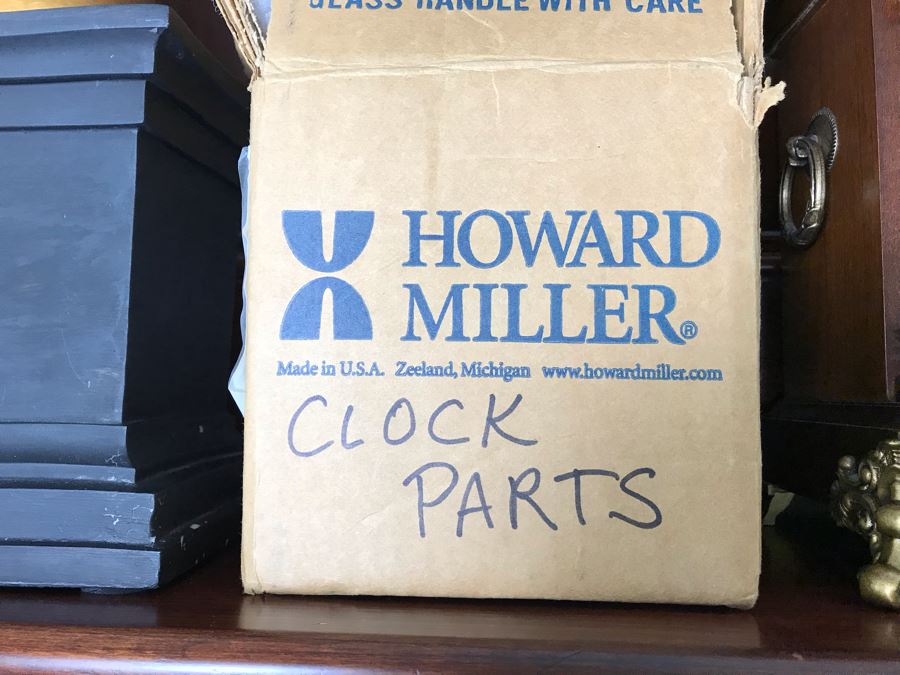 GLASS HANDLE WITH CARE
HOWARD
MILLER®
Made in U.S.A. Zeeland, Michigan www.howardmiller.com
CLOCK
PARTS